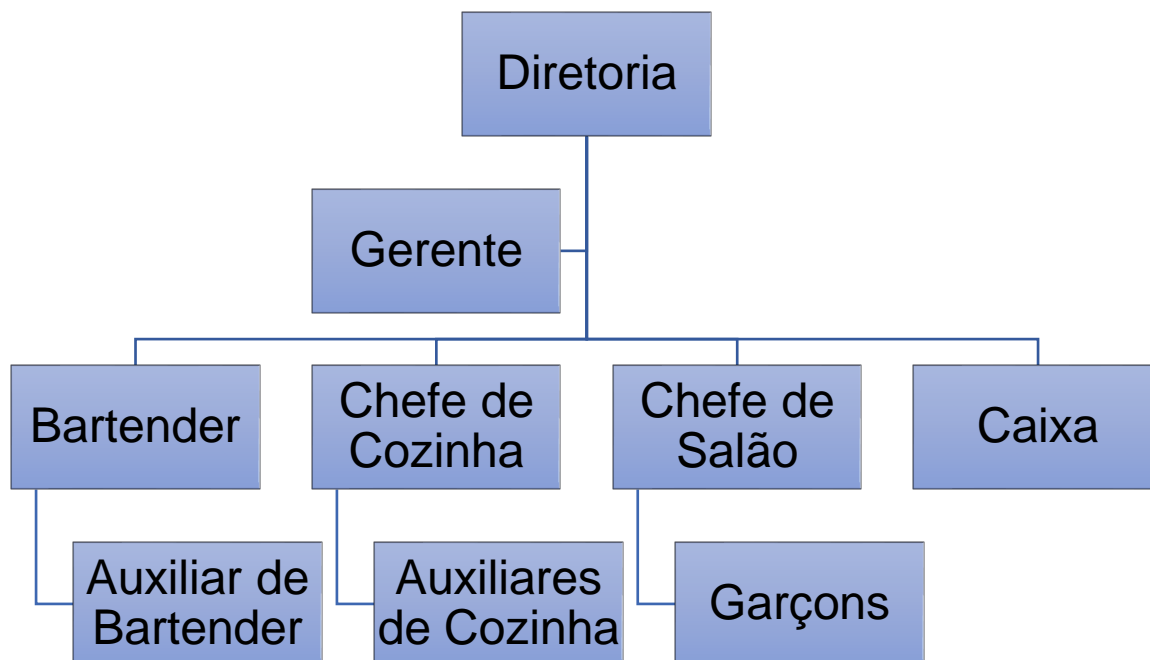 Diretoria
Gerente
Bartender
Chefe de
Cozinha
Chefe de
Salão
Caixa
Auxiliar de
Bartender
Auxiliares
de Cozinha
Garçons